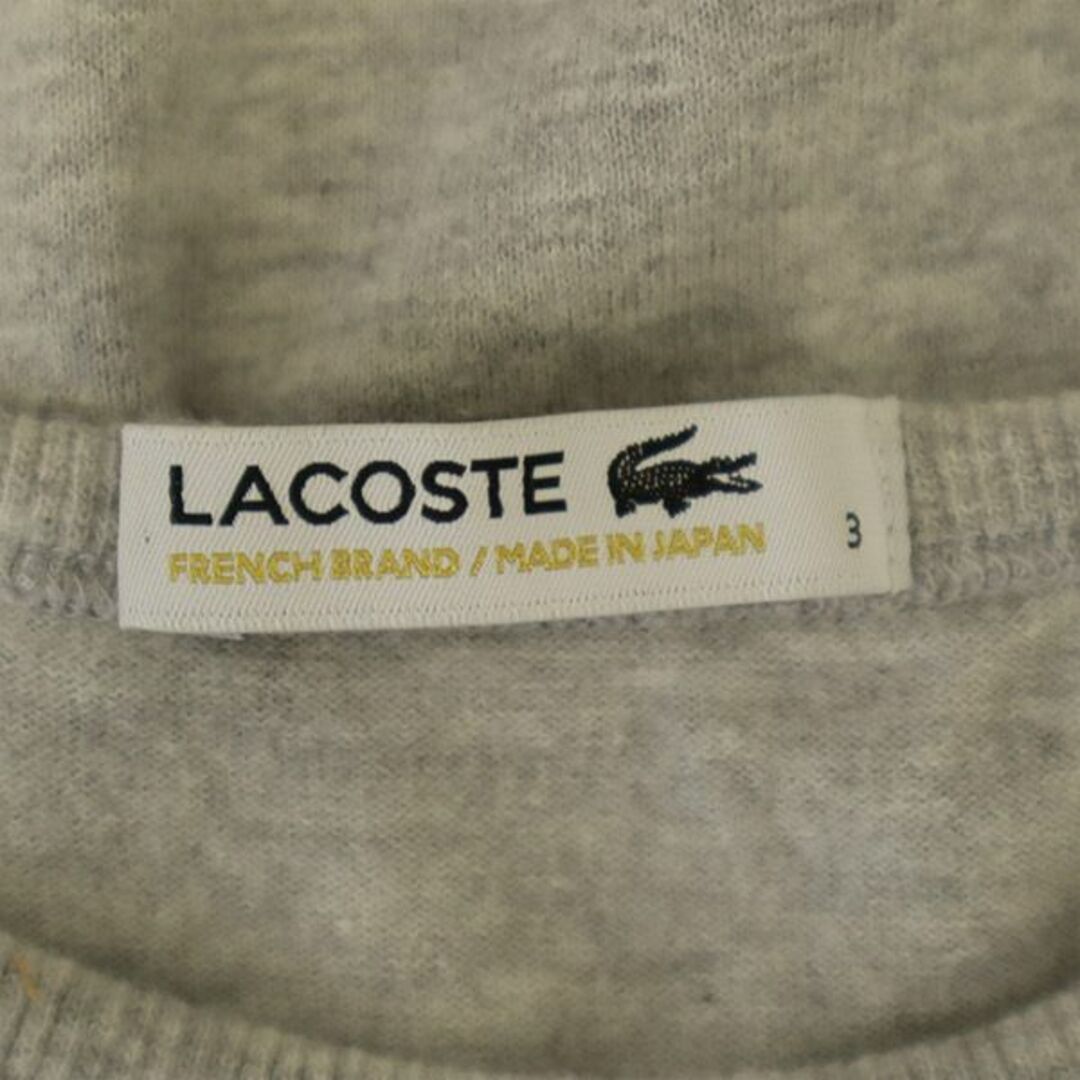 LACOSTE
FRENCH BRAND / MADE IN JAPAN
3